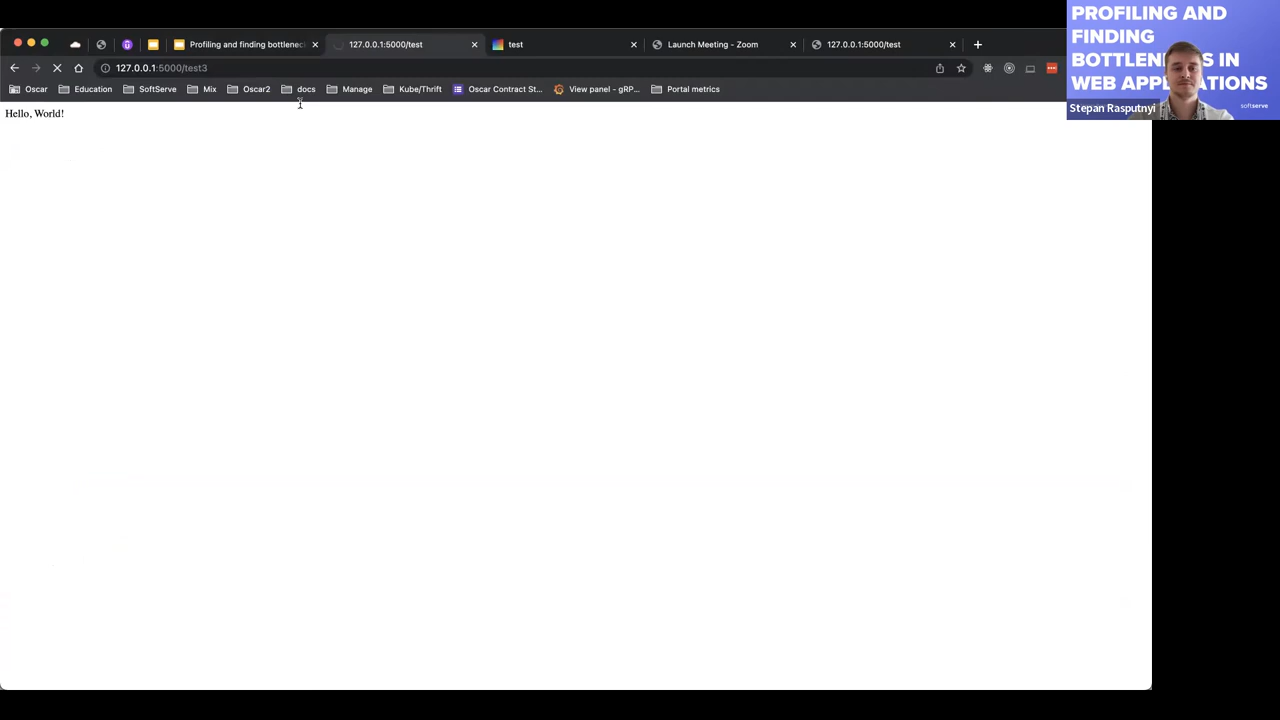 Profiling and finding bottlenec
127.0.0.1:5000/test
test
Launch Meeting - Zoom
127.0.0.1:5000/test
127.0.0.1:5000/test3
Oscar
Education
SoftServe
Mix
Oscar2
docs
Manage
Kube/Thrift
Oscar Contract St...
View panel - gRP...
Portal metrics
Hello, World!
PROFILING AND
FINDING
BOTTLEN S IN
WEB APP ATIONS
Stepan Rasputnyi
softserve